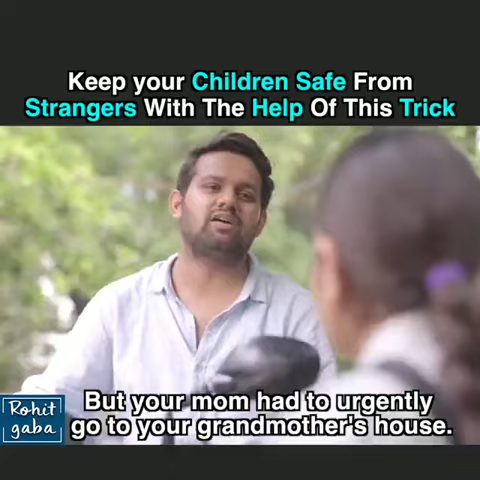 Keep your Children Safe From
Strangers With The Help Of This Trick
But your mom had to urgently
go to your grandmother's house.
Rohit
gaba